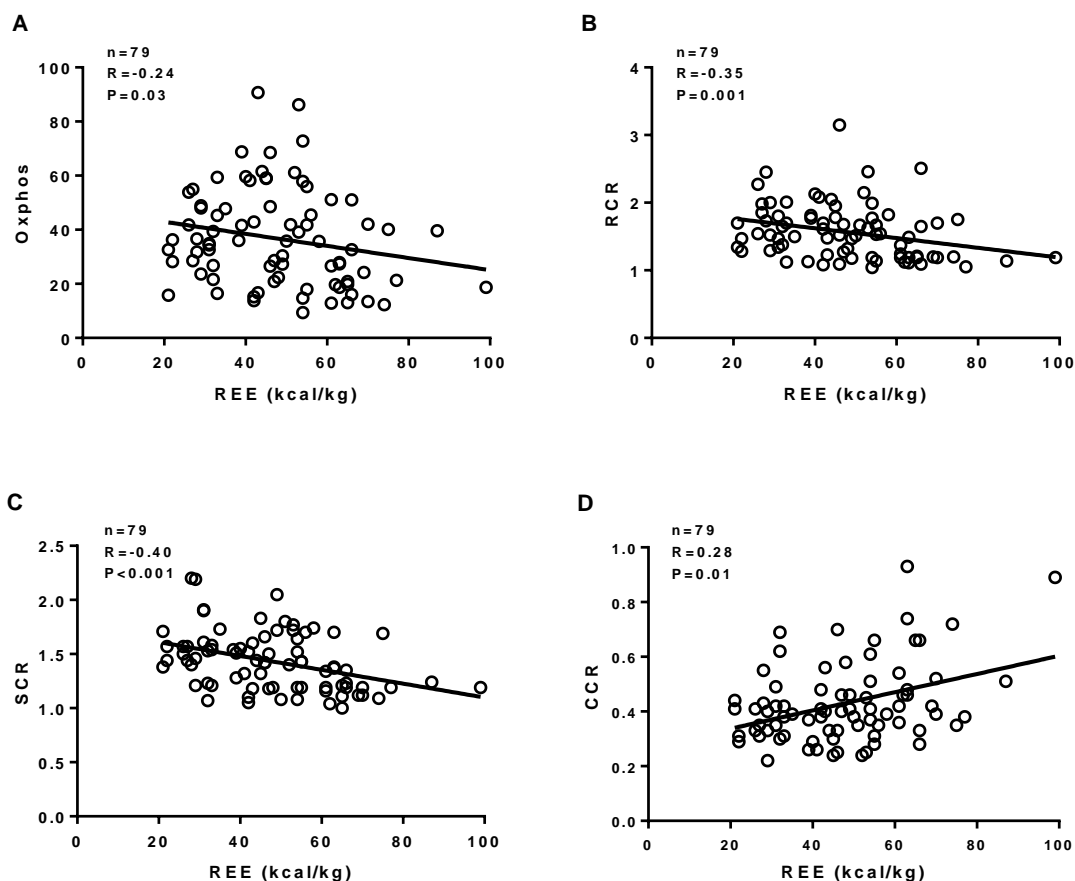 A
n=79
R=-0.24
P=0.03
100
80
60
40
20
0
Oxphos
0 20 40 60 80 100
REE (kcal/kg)
B
n=79
R=-0.35
P=0.001
4
3
2
1
0
RCR
0 20 40 60 80 100
REE (kcal/kg)
C
n=79
R=-0.40
P<0.001
2.5
2.0
1.5
1.0
0.5
0.0
SCR
0 20 40 60 80 100
REE (kcal/kg)
D
n=79
R=0.28
P=0.01
1.0
0.8
0.6
0.4
0.2
0.0
CCR
0 20 40 60 80 100
REE (kcal/kg)